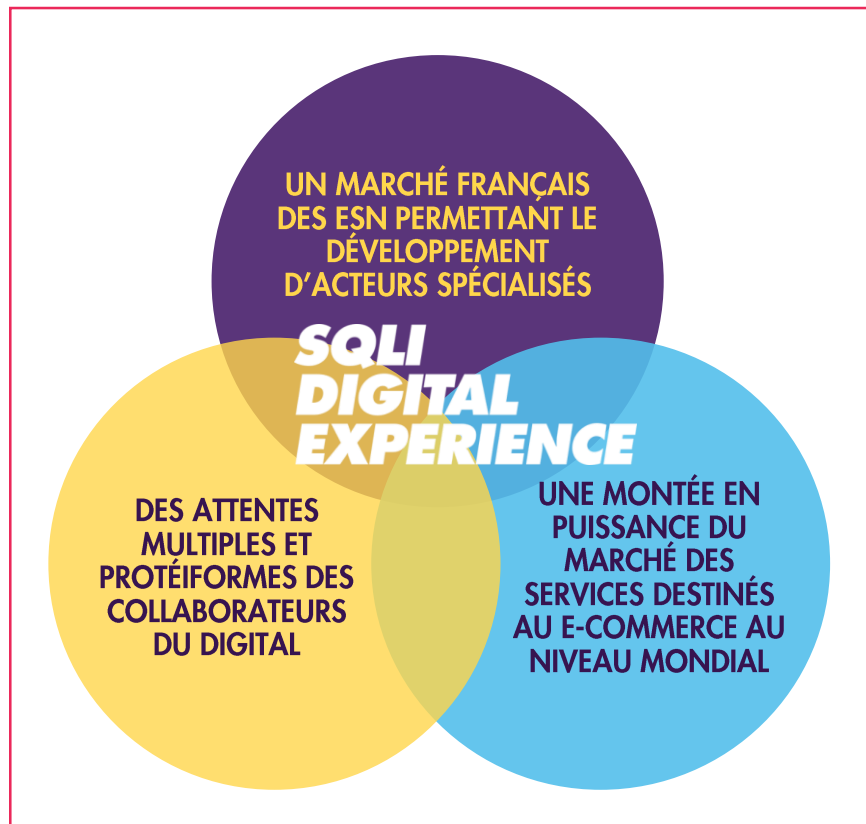 UN MARCHÉ FRANÇAIS
DES ESN PERMETTANT LE
DÉVELOPPEMENT
D'ACTEURS SPÉCIALISÉS
SQLI
DIGITAL
EXPERIENCE
DES ATTENTES
MULTIPLES ET
PROTÉIFORMES DES
COLLABORATEURS
DU DIGITAL
UNE MONTÉE EN
PUISSANCE DU
MARCHÉ DES
SERVICES DESTINÉS
AU E-COMMERCE AU
NIVEAU MONDIAL